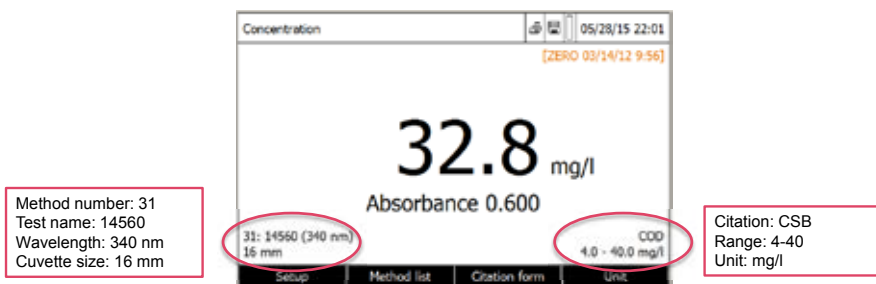 Concentration
05/28/15 22:01
[ZERO 03/14/12 9:56]
32.8 mg/l
Absorbance 0.600
31: 14560 (340 nm)
16 mm
COD
4.0 - 40.0 mg/l
Setup Method list Citation form Unit
Method number: 31
Test name: 14560
Wavelength: 340 nm
Cuvette size: 16 mm
Citation: CSB
Range: 4-40
Unit: mg/l